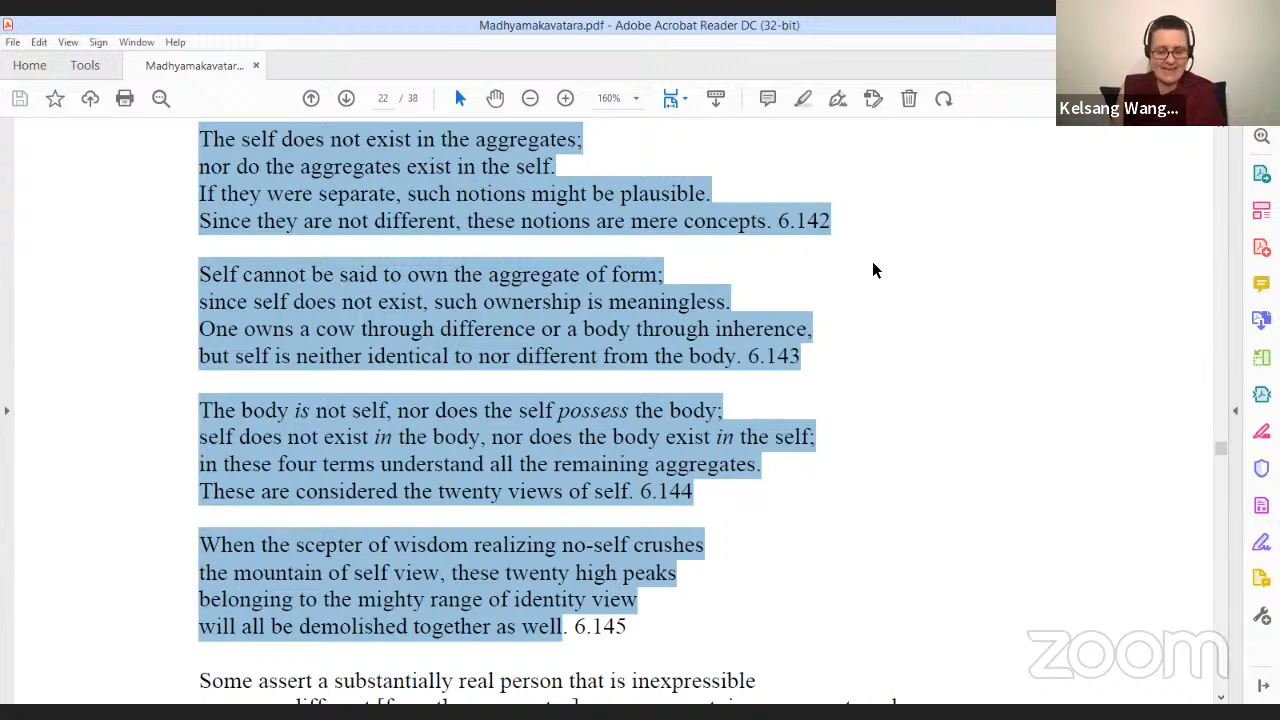 Madhyamakavatara.pdf - Adobe Acrobat Reader DC (32-bit)
File Edit View Sign Window Help
Home Tools Madhyamakavatar... ×
22 / 38 160%
Kelsang Wang...
The self does not exist in the aggregates;
nor do the aggregates exist in the self.
If they were separate, such notions might be plausible.
Since they are not different, these notions are mere concepts. 6.142
Self cannot be said to own the aggregate of form;
since self does not exist, such ownership is meaningless.
One owns a cow through difference or a body through inherence,
but self is neither identical to nor different from the body. 6.143
The body is not self, nor does the self possess the body;
self does not exist in the body, nor does the body exist in the self;
in these four terms understand all the remaining aggregates.
These are considered the twenty views of self. 6.144
When the scepter of wisdom realizing no-self crushes
the mountain of self view, these twenty high peaks
belonging to the mighty range of identity view
will all be demolished together as well. 6.145
zoom
Some assert a substantially real person that is inexpressible